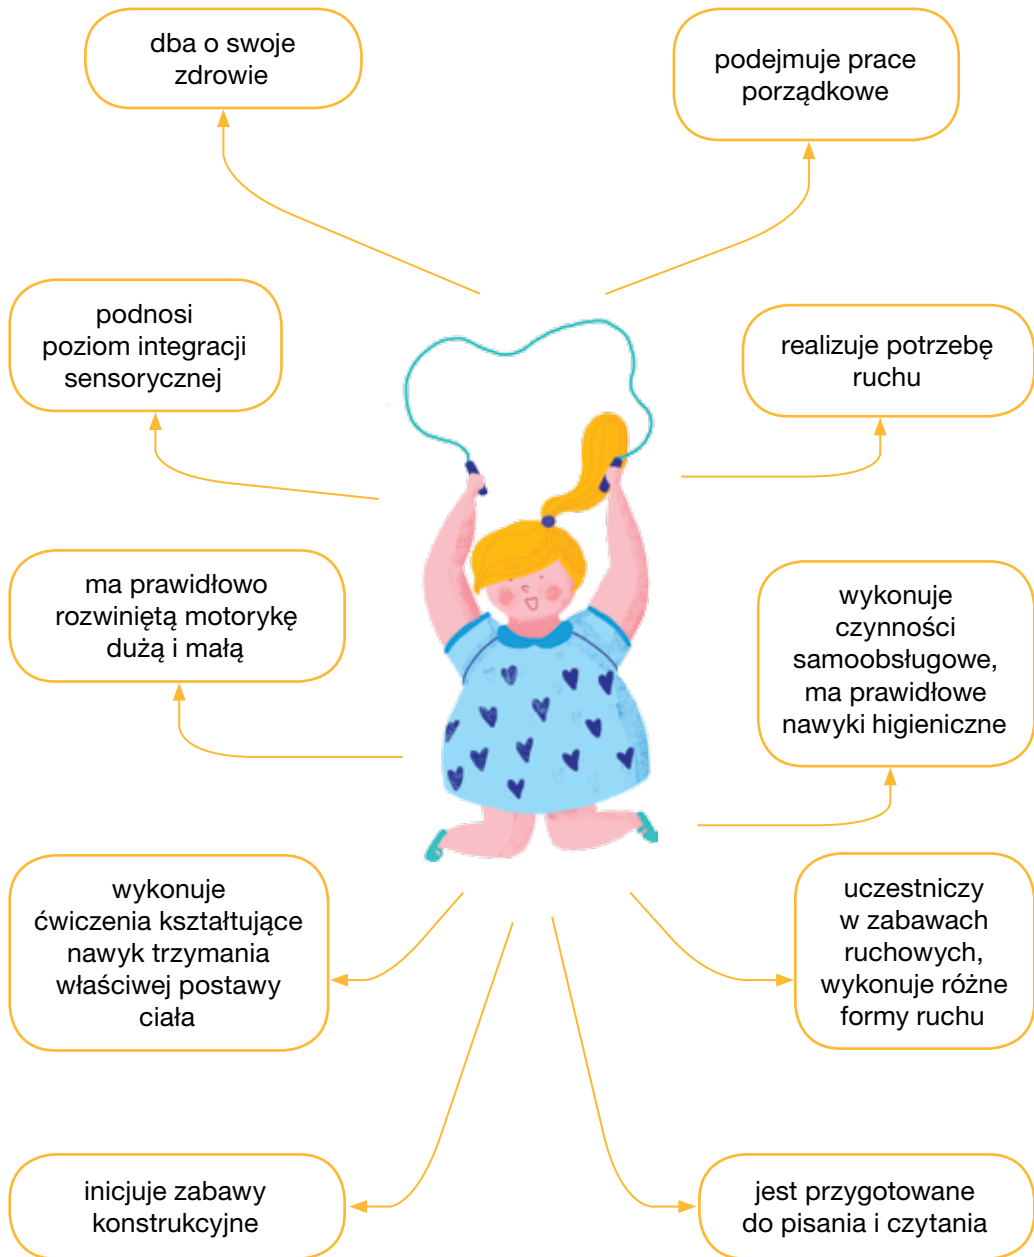 dba o swoje
zdrowie
podejmuje prace
porządkowe
podnosi
poziom integracji
sensorycznej
realizuje potrzebę
ruchu
ma prawidłowo
rozwiniętą motorykę
dużą i małą
wykonuje
czynności
samoobsługowe,
ma prawidłowe
nawyki higieniczne
wykonuje
ćwiczenia kształtujące
nawyk trzymania
właściwej postawy
ciała
uczestniczy
w zabawach
ruchowych,
wykonuje różne
formy ruchu
inicjuje zabawy
konstrukcyjne
jest przygotowane
do pisania i czytania